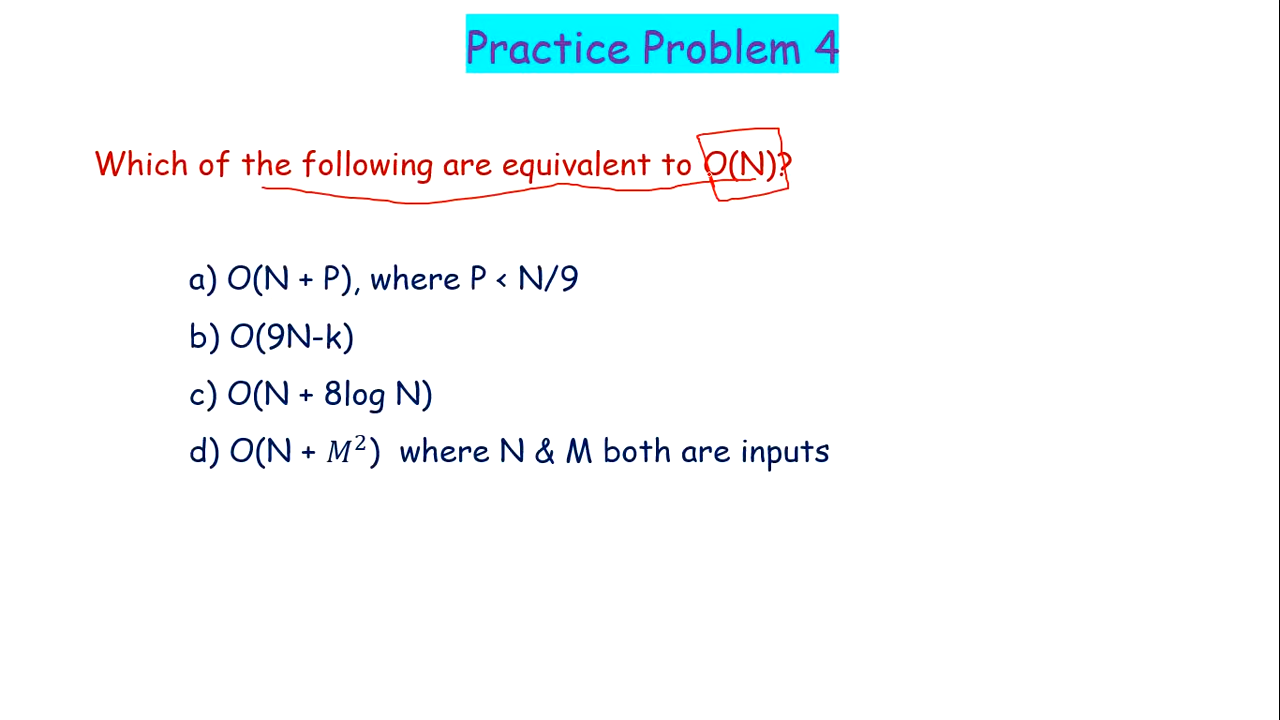 Practice Problem 4
Which of the following are equivalent to O(N)?
a) O(N + P), where P < N/9
b) O(9N-k)
c) O(N + 8log N)
d) O(N + M²) where N & M both are inputs